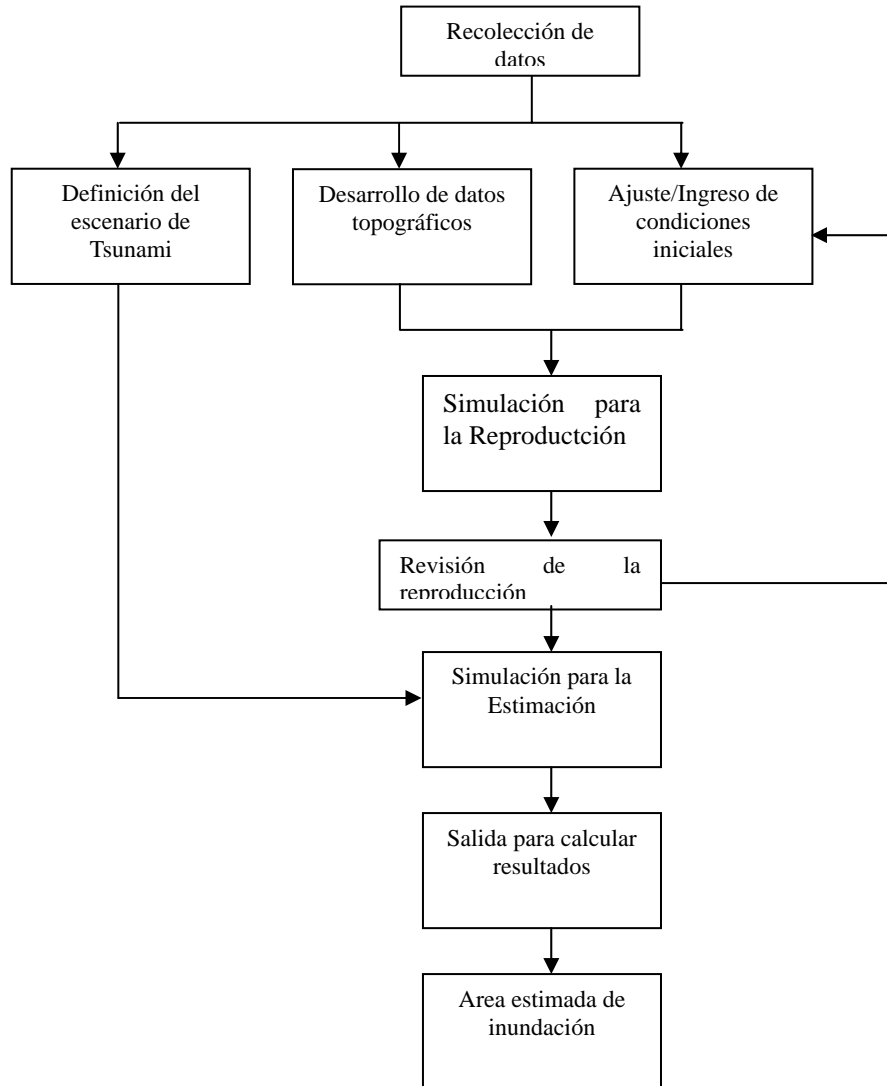 Recolección de
datos
Definición del
escenario de
Tsunami
Desarrollo de datos
topográficos
Ajuste/Ingreso de
condiciones
iniciales
Simulación para
la Reproductción
Revisión de la
reproducción
Simulación para la
Estimación
Salida para calcular
resultados
Area estimada de
inundación